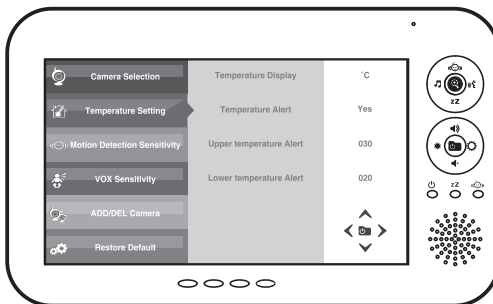 Camera Selection Temperature Display °C
Temperature Setting Temperature Alert Yes
Motion Detection Sensitivity Upper temperature Alert 030
VOX Sensitivity Lower temperature Alert 020
ADD/DEL Camera
Restore Default
zZ
zZ